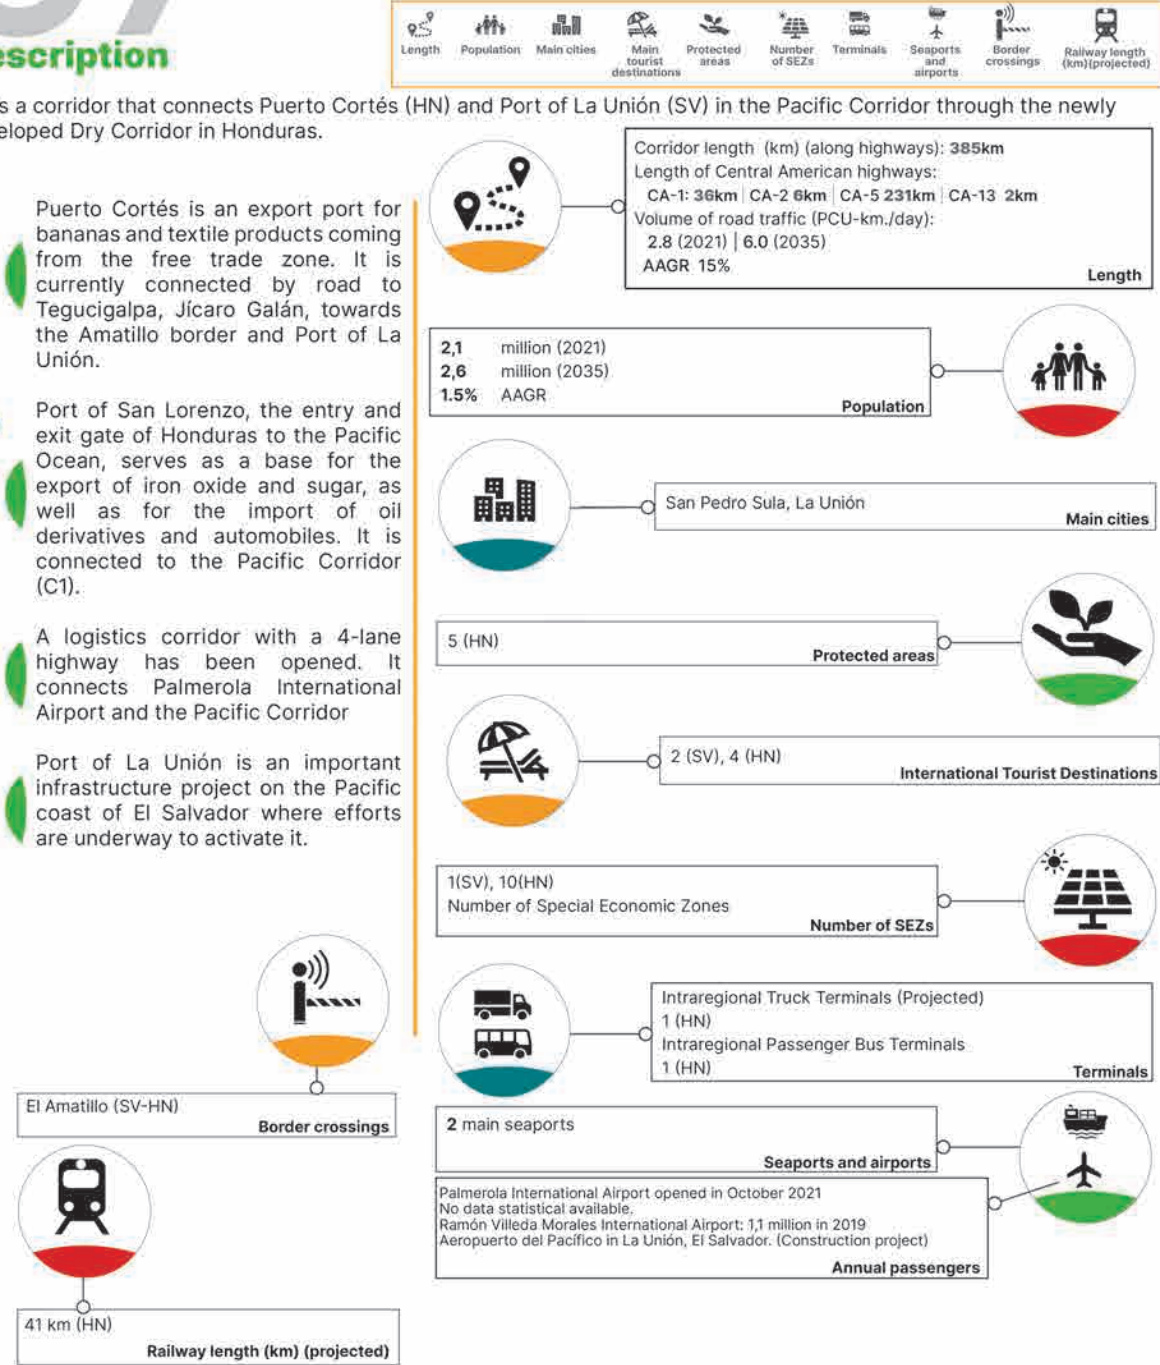 escription
Length
Population
Main cities
Main
tourist
destinations
Protected
areas
Number
of SEZs
Terminals
Seaports
and
airports
Border
crossings
Railway length
(km)(projected)
s a corridor that connects Puerto Cortés (HN) and Port of La Unión (SV) in the Pacific Corridor through the newly
eloped Dry Corridor in Honduras.
Puerto Cortés is an export port for
bananas and textile products coming
from the free trade zone. It is
currently connected by road to
Tegucigalpa, Jícaro Galán, towards
the Amatillo border and Port of La
Unión.
Port of San Lorenzo, the entry and
exit gate of Honduras to the Pacific
Ocean, serves as a base for the
export of iron oxide and sugar, as
well as for the import of oil
derivatives and automobiles. It is
connected to the Pacific Corridor
(C1).
A logistics corridor with a 4-lane
highway has been opened. It
connects Palmerola International
Airport and the Pacific Corridor
Port of La Unión is an important
infrastructure project on the Pacific
coast of El Salvador where efforts
are underway to activate it.
Corridor length (km) (along highways): 385km
Length of Central American highways:
CA-1: 36km | CA-2 6km | CA-5 231km | CA-13 2km
Volume of road traffic (PCU-km./day):
2.8 (2021) | 6.0 (2035)
AAGR 15%
Length
2,1 million (2021)
2,6 million (2035)
1.5% AAGR
Population
San Pedro Sula, La Unión
Main cities
5 (HN)
Protected areas
2 (SV), 4 (HN)
International Tourist Destinations
1(SV), 10(HN)
Number of Special Economic Zones
Number of SEZs
Intraregional Truck Terminals (Projected)
1 (HN)
Intraregional Passenger Bus Terminals
1 (HN)
Terminals
El Amatillo (SV-HN)
Border crossings
2 main seaports
Seaports and airports
Palmerola International Airport opened in October 2021
No data statistical available.
Ramón Villeda Morales International Airport: 1,1 million in 2019
Aeropuerto del Pacífico in La Unión, El Salvador. (Construction project)
Annual passengers
41 km (HN)
Railway length (km) (projected)